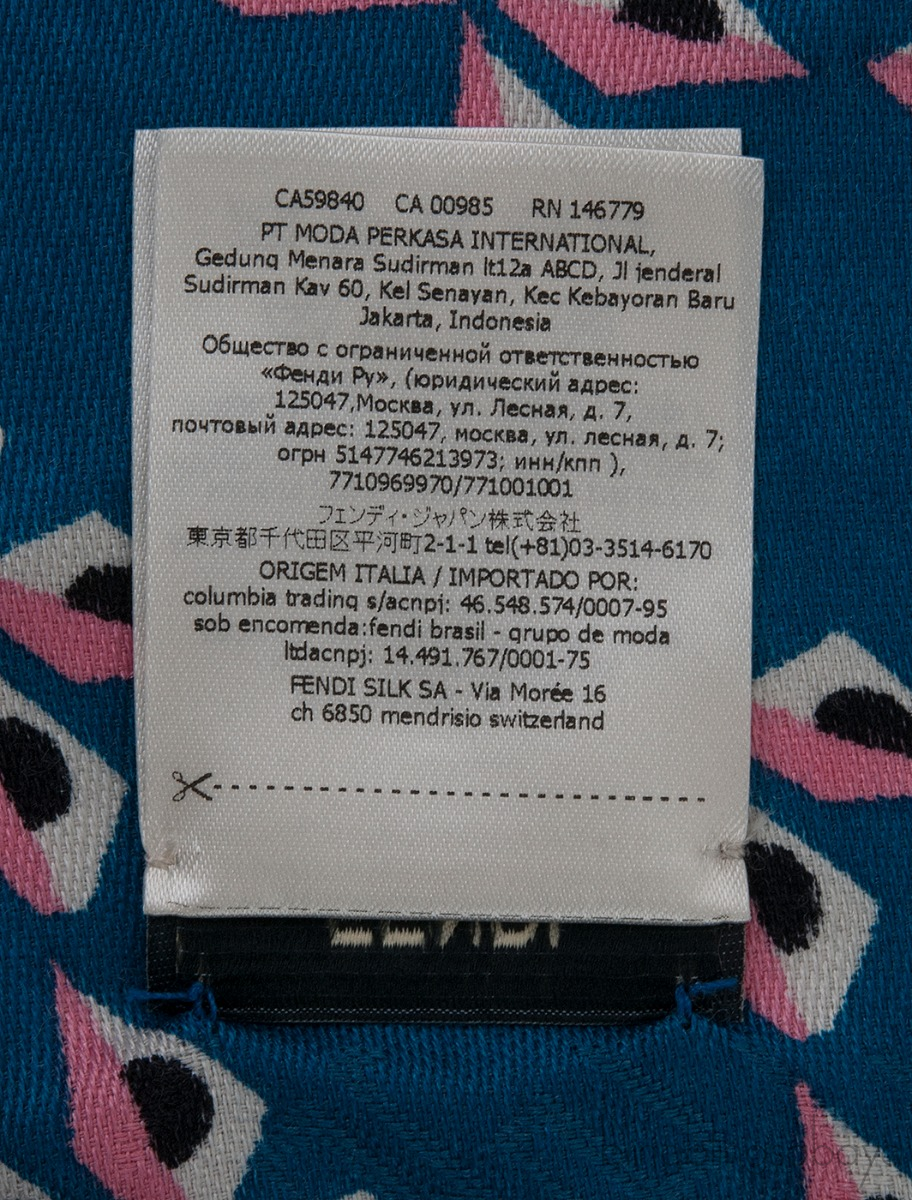 CA59840 CA 00985 RN 146779
PT MODA PERKASA INTERNATIONAL,
Gedung Menara Sudirman lt12a ABCD, Jl jenderal
Sudirman Kav 60, Kel Senayan, Kec Kebayoran Baru
Jakarta, Indonesia
Общество с ограниченной ответственностью
«Фенди Ру», (юридический адрес:
125047,Москва, ул. Лесная, д. 7,
почтовый адрес: 125047, москва, ул. лесная, д. 7;
огрн 5147746213973; инн/кпп ),
7710969970/771001001
フェンディ・ジャパン株式会社
東京都千代田区平河町2-1-1 tel(+81)03-3514-6170
ORIGEM ITALIA / IMPORTADO POR:
columbia trading s/acnpj: 46.548.574/0007-95
sob encomenda:fendi brasil - grupo de moda
ltdacnpj: 14.491.767/0001-75
FENDI SILK SA - Via Morée 16
ch 6850 mendrisio switzerland